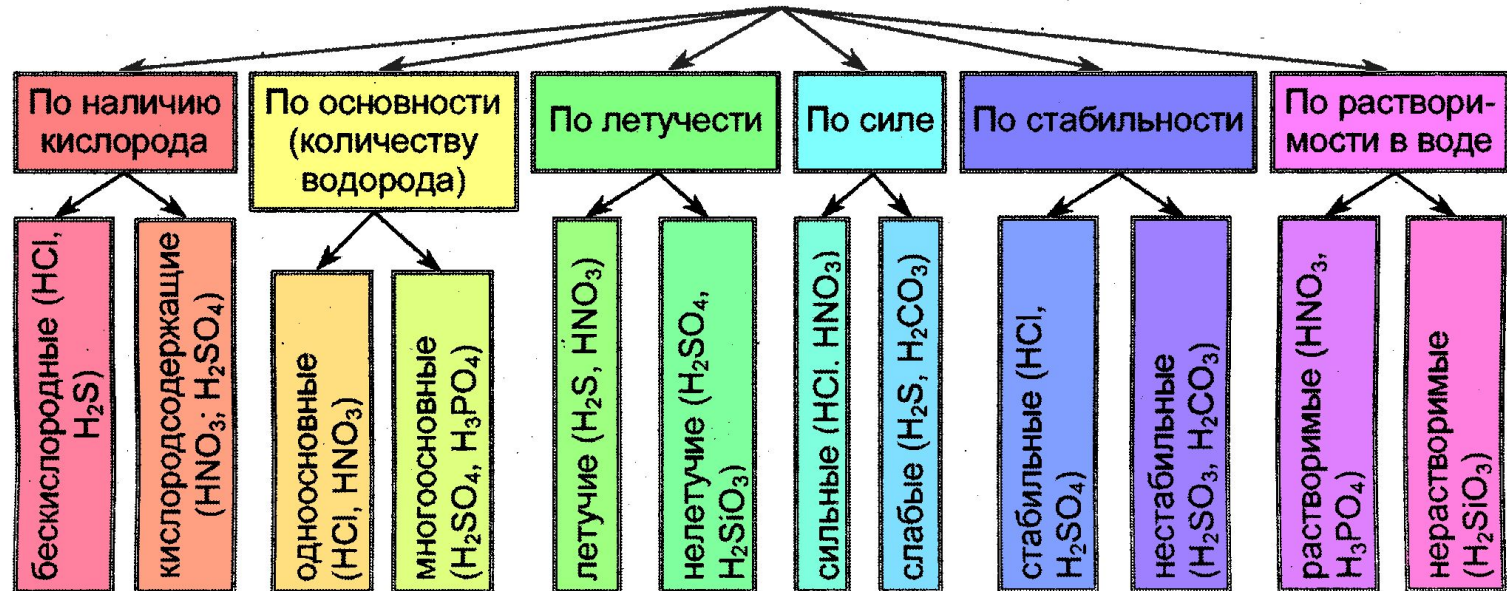 По наличию
кислорода
По основности
(количеству
водорода)
По летучести
По силе
По стабильности
По раствори-
мости в воде
бескислородные (HCl,
H₂S)
кислородсодержащие
(HNO₃; H₂SO₄)
одноосновные
(HCl, HNO₃)
многоосновные
(H₂SO₄, H₃PO₄)
летучие (H₂S, HNO₃)
нелетучие (H₂SO₄,
H₂SiO₃)
сильные (HCl. HNO₃)
слабые (H₂S, H₂CO₃)
стабильные (HCl,
H₂SO₄)
нестабильные
(H₂SO₃, H₂CO₃)
растворимые (HNO₃,
H₃PO₄)
нерастворимые
(H₂SiO₃)